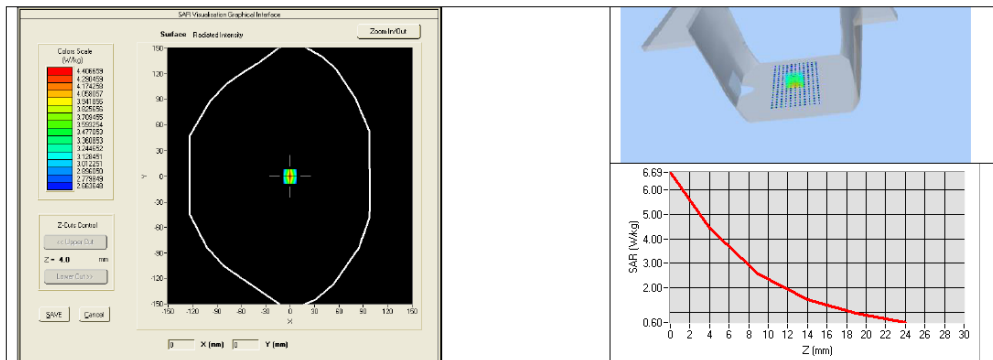 SAR Visualisation Graphical Interface
Surface Radiated Intensity
Zoom In/Out
Colors Scale
(W/kg)
4.406659
4.290459
4.174258
4.058057
3.941856
3.825656
3.709455
3.593254
3.477053
3.360853
3.244652
3.128451
3.012251
2.896050
2.779849
2.663648
150
120
90
60
30
0
-30
-60
-90
-120
-150
Y
-150 -120 -90 -60 -30 0 30 60 90 120 150
X
Z-Cuts Control
<< Upper Cut
Z = 4.0 mm
Lower Cut >>
SAVE Cancel
0 X (mm) 0 Y (mm)
6.69
6.00
5.00
4.00
3.00
2.00
0.60
SAR (W/kg)
0 2 4 6 8 10 12 14 16 18 20 22 24 26 28 30
Z (mm)